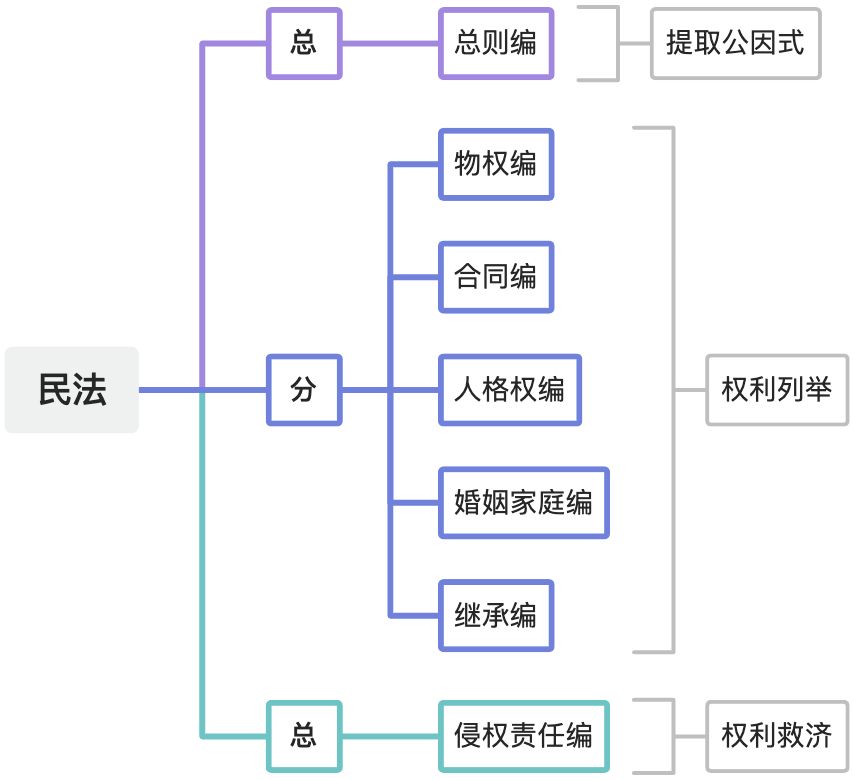 总
总则编
提取公因式
物权编
合同编
民法
分
人格权编
权利列举
婚姻家庭编
继承编
总
侵权责任编
权利救济